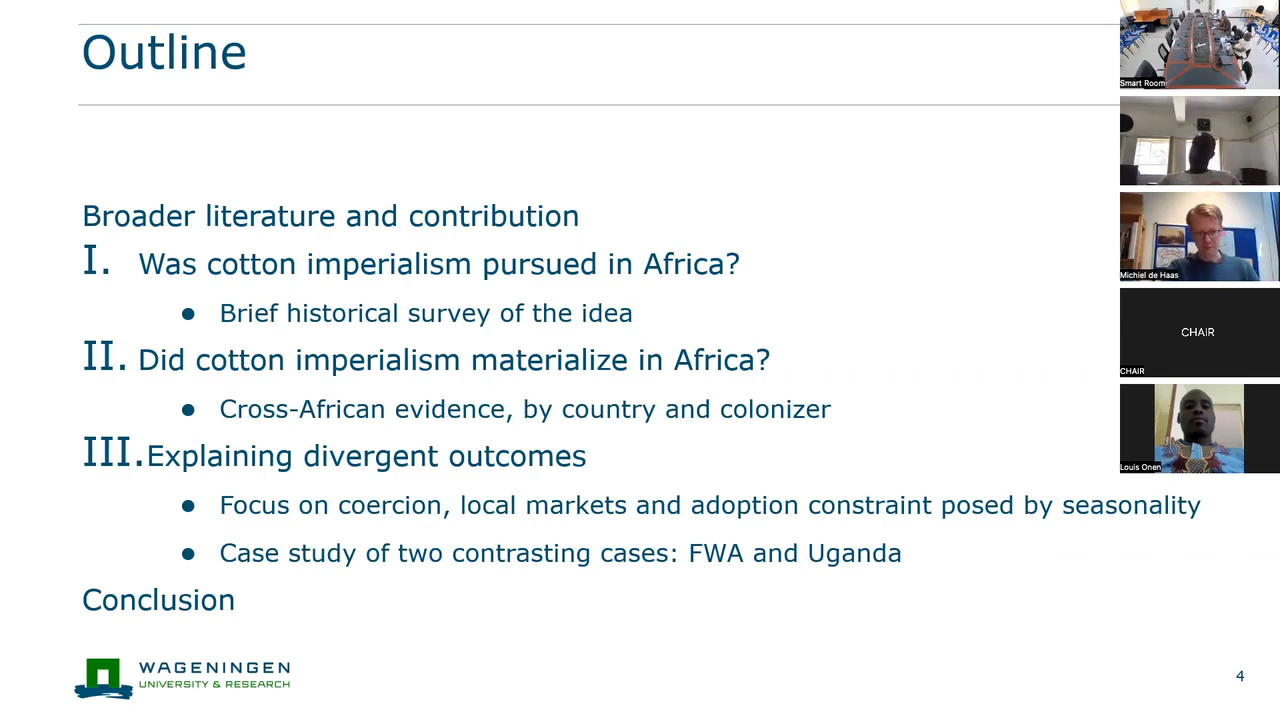 Outline
Broader literature and contribution
I. Was cotton imperialism pursued in Africa?
● Brief historical survey of the idea
II. Did cotton imperialism materialize in Africa?
● Cross-African evidence, by country and colonizer
III. Explaining divergent outcomes
● Focus on coercion, local markets and adoption constraint posed by seasonality
● Case study of two contrasting cases: FWA and Uganda
Conclusion
WAGENINGEN
UNIVERSITY & RESEARCH
4
Smart Room
Michiel de Haas
CHAIR
CHAIR
Louis Onen